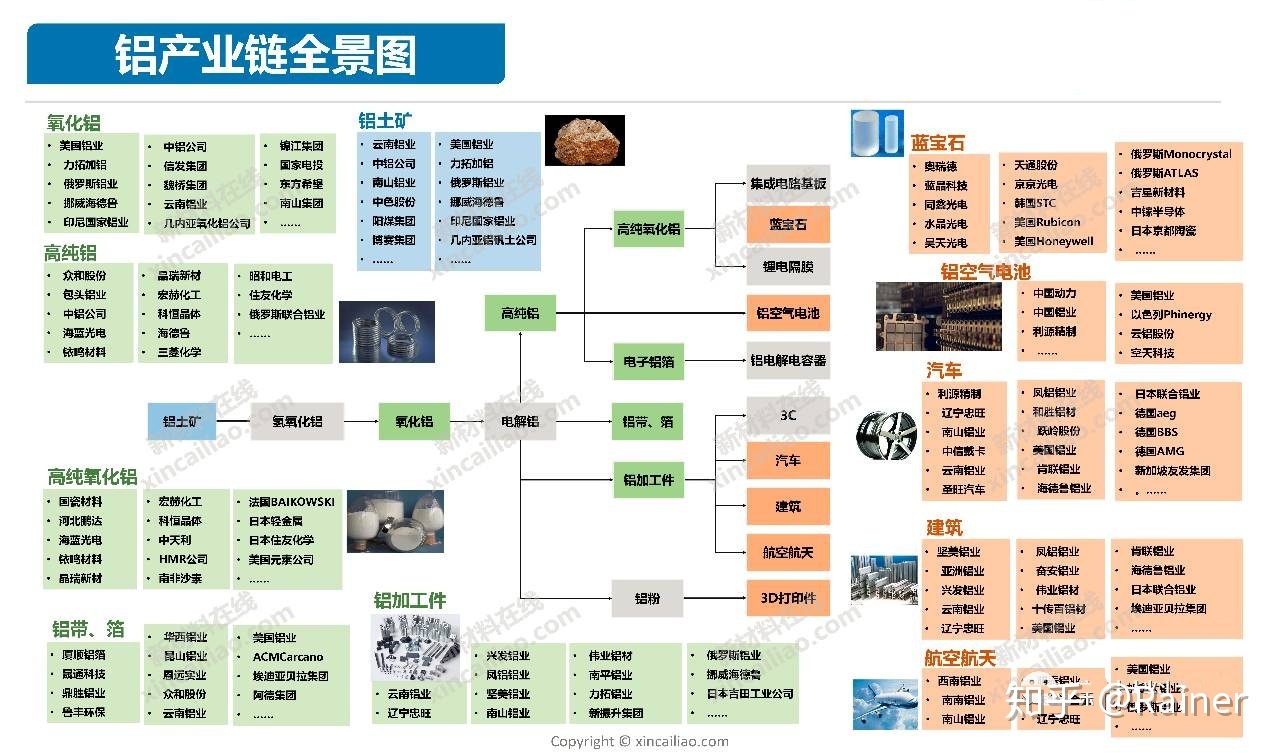 铝产业链全景图
氧化铝
• 美国铝业
• 力拓加铝
• 俄罗斯铝业
• 挪威海德鲁
• 印尼国家铝业
• 中铝公司
• 信发集团
• 魏桥集团
• 云南铝业
• 几内亚氧化铝公司
• 锦江集团
• 国家电投
• 东方希望
• 南山集团
• ......
铝土矿
• 云南铝业
• 中铝公司
• 南山铝业
• 中色股份
• 阳煤集团
• 博赛集团
• ......
• 美国铝业
• 力拓加铝
• 俄罗斯铝业
• 挪威海德鲁
• 印尼国家铝业
• 几内亚铝钒土公司
• ......
高纯铝
• 众和股份
• 包头铝业
• 中铝公司
• 海蓝光电
• 铱鸣材料
• 晶瑞新材
• 宏赫化工
• 科恒晶体
• 海德鲁
• 三菱化学
• 昭和电工
• 住友化学
• 俄罗斯联合铝业
• ......
铝土矿
氢氧化铝
氧化铝
电解铝
高纯铝
高纯氧化铝
电子铝箔
铝带、箔
铝加工件
铝粉
集成电路基板
蓝宝石
锂电隔膜
铝空气电池
铝电解电容器
3C
汽车
建筑
航空航天
3D打印件
高纯氧化铝
• 国瓷材料
• 河北鹏达
• 海蓝光电
• 铱鸣材料
• 晶瑞新材
• 宏赫化工
• 科恒晶体
• 中天利
• HMR公司
• 南非沙索
• 法国BAIKOWSKI
• 日本轻金属
• 日本住友化学
• 美国元素公司
• ......
铝带、箔
• 厦顺铝箔
• 晟通科技
• 鼎胜铝业
• 鲁丰环保
• 华西铝业
• 昆山铝业
• 恩远实业
• 众和股份
• 云南铝业
• 美国铝业
• ACMCarcano
• 埃迪亚贝拉集团
• 阿德集团
• ......
铝加工件
• 云南铝业
• 辽宁忠旺
• 兴发铝业
• 凤铝铝业
• 坚美铝业
• 南山铝业
• 伟业铝材
• 南平铝业
• 力拓铝业
• 新振升集团
• 俄罗斯铝业
• 挪威海德鲁
• 日本吉田工业公司
• ......
蓝宝石
• 奥瑞德
• 蓝晶科技
• 同鑫光电
• 水晶光电
• 吴天光电
• 天通股份
• 京京光电
• 韩国STC
• 美国Rubicon
• 美国Honeywell
• 俄罗斯Monocrystal
• 俄罗斯ATLAS
• 吉星新材料
• 中镓半导体
• 日本京都陶瓷
• ......
铝空气电池
• 中国动力
• 中国铝业
• 利源精制
• ......
• 美国铝业
• 以色列Phinergy
• 云铝股份
• 空天科技
汽车
• 利源精制
• 辽宁忠旺
• 南山铝业
• 中信戴卡
• 云南铝业
• 圣旺汽车
• 凤铝铝业
• 和胜铝材
• 跃岭股份
• 美国铝业
• 肯联铝业
• 海德鲁铝业
• 日本联合铝业
• 德国aeg
• 德国BBS
• 德国AMG
• 新加坡友发集团
• 。......
建筑
• 坚美铝业
• 亚洲铝业
• 兴发铝业
• 云南铝业
• 辽宁忠旺
• 凤铝铝业
• 奋安铝业
• 伟业铝材
• 十传百铝材
• 美国铝业
• 肯联铝业
• 海德鲁铝业
• 日本联合铝业
• 埃迪亚贝拉集团
• ......
航空航天
• 西南铝业
• 南南铝业
• 南山铝业
• 辽宁忠旺
• 美国铝业
知乎 @Rainer
新材料在线
xincailiao.com
Copyright © xincailiao.com